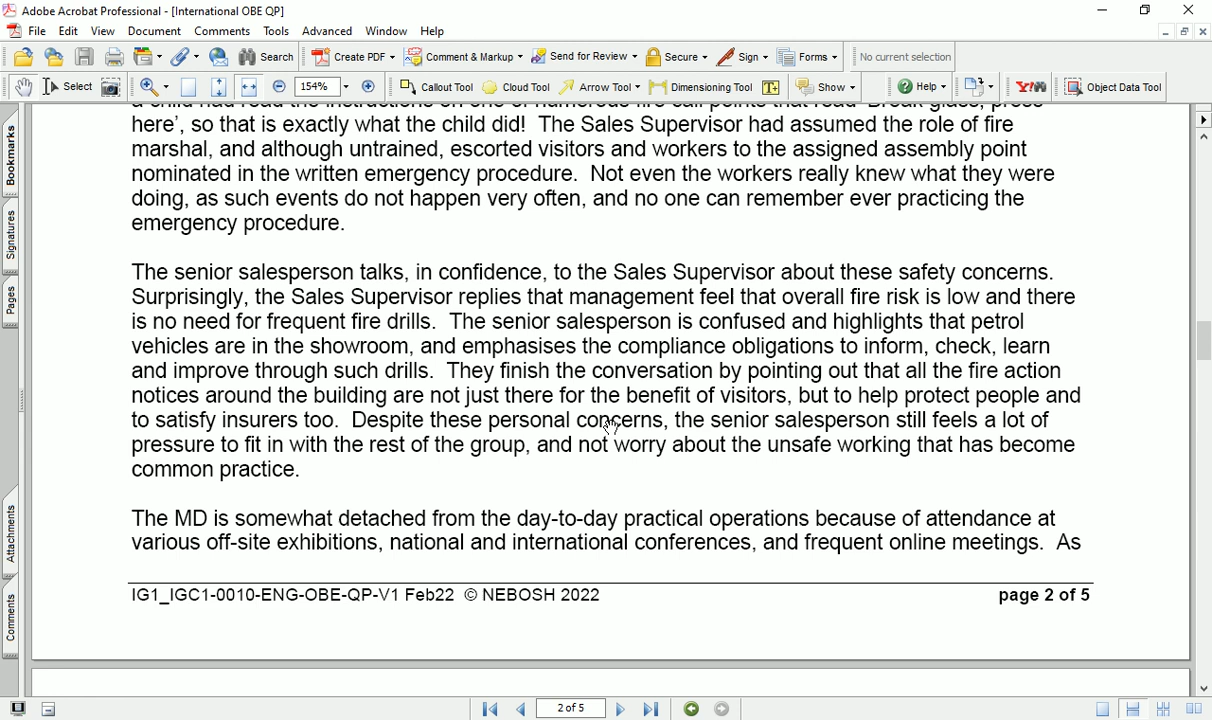 Adobe Acrobat Professional - [International OBE QP]
File Edit View Document Comments Tools Advanced Window Help
Search Create PDF Comment & Markup Send for Review Secure Sign Forms No current selection
Select 154% Callout Tool Cloud Tool Arrow Tool Dimensioning Tool Show Help Y! Object Data Tool
here’, so that is exactly what the child did! The Sales Supervisor had assumed the role of fire
marshal, and although untrained, escorted visitors and workers to the assigned assembly point
nominated in the written emergency procedure. Not even the workers really knew what they were
doing, as such events do not happen very often, and no one can remember ever practicing the
emergency procedure.
The senior salesperson talks, in confidence, to the Sales Supervisor about these safety concerns.
Surprisingly, the Sales Supervisor replies that management feel that overall fire risk is low and there
is no need for frequent fire drills. The senior salesperson is confused and highlights that petrol
vehicles are in the showroom, and emphasises the compliance obligations to inform, check, learn
and improve through such drills. They finish the conversation by pointing out that all the fire action
notices around the building are not just there for the benefit of visitors, but to help protect people and
to satisfy insurers too. Despite these personal concerns, the senior salesperson still feels a lot of
pressure to fit in with the rest of the group, and not worry about the unsafe working that has become
common practice.
The MD is somewhat detached from the day-to-day practical operations because of attendance at
various off-site exhibitions, national and international conferences, and frequent online meetings. As
IG1_IGC1-0010-ENG-OBE-QP-V1 Feb22 © NEBOSH 2022 page 2 of 5
Bookmarks
Signatures
Pages
Attachments
Comments
2 of 5